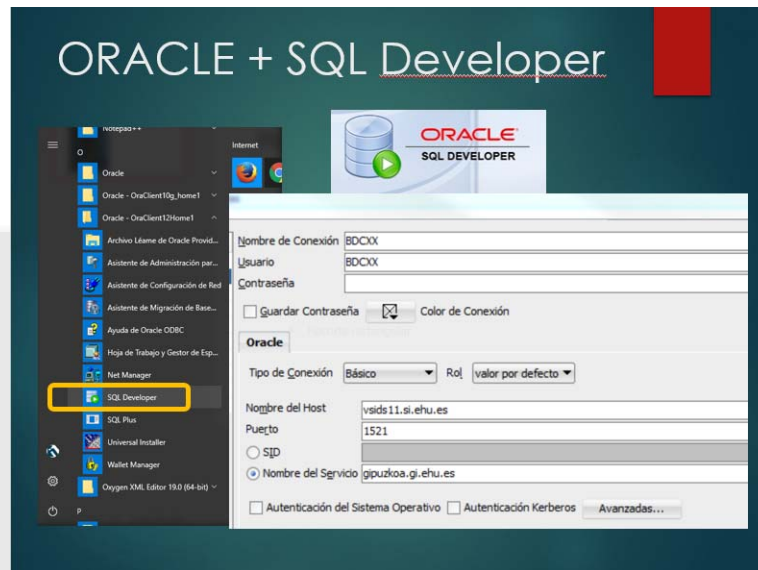 ORACLE + SQL Developer
Notepad++
O
Oracle
Oracle - OraClient10g_home1
Oracle - OraClient12Home1
Archivo Léame de Oracle Provid...
Asistente de Administración par...
Asistente de Configuración de Red
Asistente de Migración de Base...
Ayuda de Oracle ODBC
Hoja de Trabajo y Gestor de Esp...
Net Manager
SQL Developer
SQL Plus
Universal Installer
Wallet Manager
Oxygen XML Editor 19.0 (64-bit)
P
Internet
ORACLE
SQL DEVELOPER
Nombre de Conexión BDCXX
Usuario BDCXX
Contraseña
Guardar Contraseña Color de Conexión
Oracle
Tipo de Conexión Básico Rol valor por defecto
Nombre del Host vsids11.si.ehu.es
Puerto 1521
SID
Nombre del Servicio gipuzkoa.gi.ehu.es
Autenticación del Sistema Operativo Autenticación Kerberos Avanzadas...